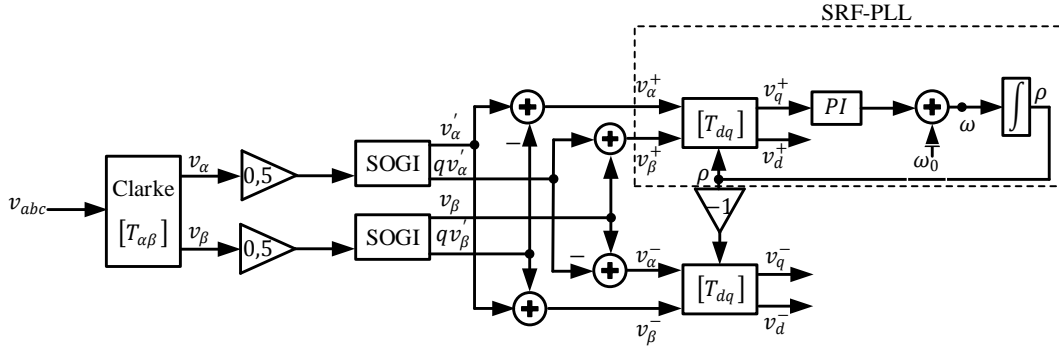 SRF-PLL
v_α^+
v_q^+
ρ
[T_dq]
PI
∫
v_α^'
v_β^+
v_d^+
ω
−
SOGI
qv_α^'
ω_0
Clarke
v_α
0,5
ρ
v_abc
[T_αβ]
v_β
−1
v_β
0,5
SOGI
qv_β^'
−
v_α^-
v_q^-
[T_dq]
v_β^-
v_d^-